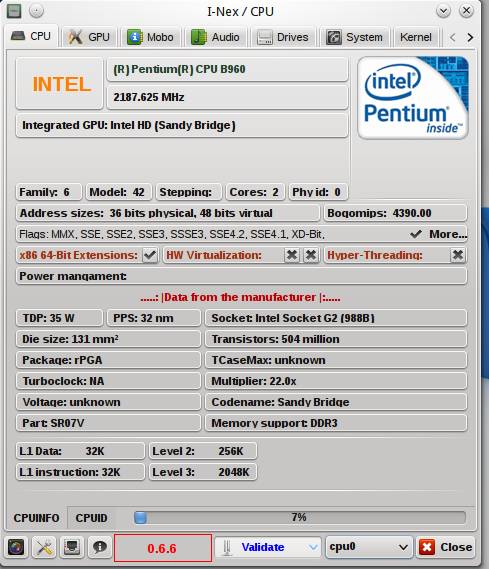 I-Nex / CPU
CPU GPU Mobo Audio Drives System Kernel
INTEL
(R) Pentium(R) CPU B960
2187.625 MHz
intel
Pentium
inside™
Integrated GPU: Intel HD (Sandy Bridge)
Family: 6 Model: 42 Stepping: Cores: 2 Phy id: 0
Address sizes: 36 bits physical, 48 bits virtual Bogomips: 4390.00
Flags: MMX, SSE, SSE2, SSE3, SSSE3, SSE4.2, SSE4.1, XD-Bit, More...
x86 64-Bit Extensions: HW Virtualization: Hyper-Threading:
Power mangament:
.....: |Data from the manufacturer |:.....
TDP: 35 W PPS: 32 nm Socket: Intel Socket G2 (988B)
Die size: 131 mm² Transistors: 504 million
Package: rPGA TCaseMax: unknown
Turboclock: NA Multiplier: 22.0x
Voltage: unknown Codename: Sandy Bridge
Part: SR07V Memory support: DDR3
L1 Data: 32K Level 2: 256K
L1 instruction: 32K Level 3: 2048K
CPUINFO CPUID 7%
0.6.6 Validate cpu0 Close